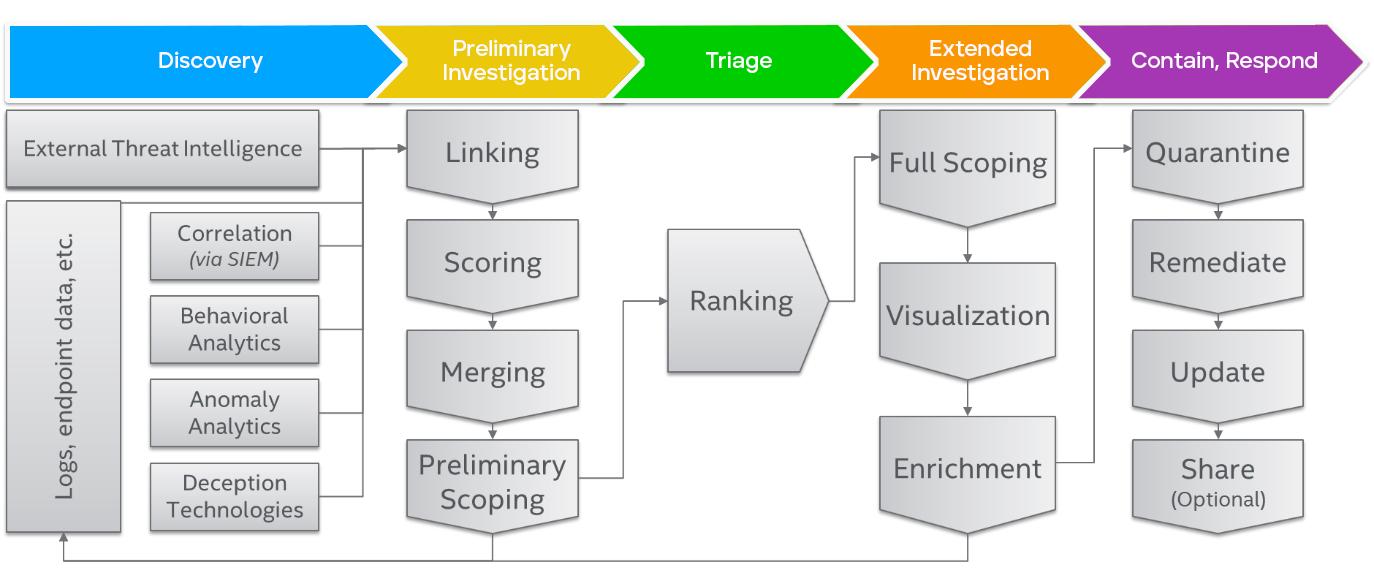 Discovery
Preliminary
Investigation
Triage
Extended
Investigation
Contain, Respond
External Threat Intelligence
Logs, endpoint data, etc.
Correlation
(via SIEM)
Behavioral
Analytics
Anomaly
Analytics
Deception
Technologies
Linking
Scoring
Merging
Preliminary
Scoping
Ranking
Full Scoping
Visualization
Enrichment
Quarantine
Remediate
Update
Share
(Optional)